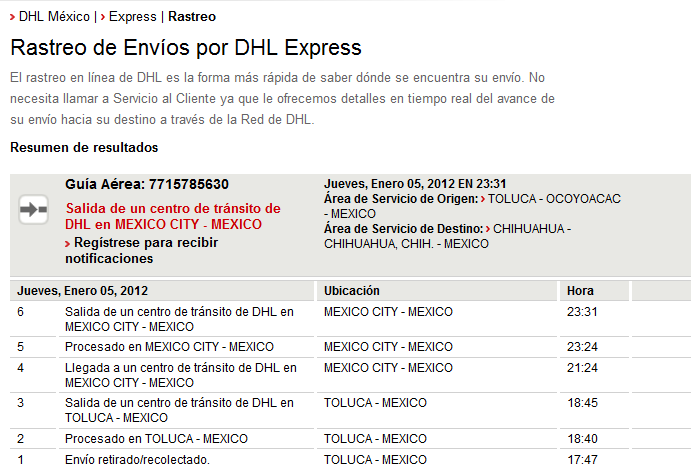 › DHL México | › Express | Rastreo
Rastreo de Envíos por DHL Express
El rastreo en línea de DHL es la forma más rápida de saber dónde se encuentra su envío. No
necesita llamar a Servicio al Cliente ya que le ofrecemos detalles en tiempo real del avance de
su envío hacia su destino a través de la Red de DHL.
Resumen de resultados
Guía Aérea: 7715785630
Salida de un centro de tránsito de
DHL en MEXICO CITY - MEXICO
› Regístrese para recibir
notificaciones
Jueves, Enero 05, 2012 EN 23:31
Área de Servicio de Origen: › TOLUCA - OCOYOACAC
- MEXICO
Área de Servicio de Destino: › CHIHUAHUA -
CHIHUAHUA, CHIH. - MEXICO
Jueves, Enero 05, 2012 Ubicación Hora
6 Salida de un centro de tránsito de DHL en MEXICO CITY - MEXICO 23:31
MEXICO CITY - MEXICO
5 Procesado en MEXICO CITY - MEXICO MEXICO CITY - MEXICO 23:24
4 Llegada a un centro de tránsito de DHL en MEXICO CITY - MEXICO 21:24
MEXICO CITY - MEXICO
3 Salida de un centro de tránsito de DHL en TOLUCA - MEXICO 18:45
TOLUCA - MEXICO
2 Procesado en TOLUCA - MEXICO TOLUCA - MEXICO 18:40
1 Envío retirado/recolectado. TOLUCA - MEXICO 17:47